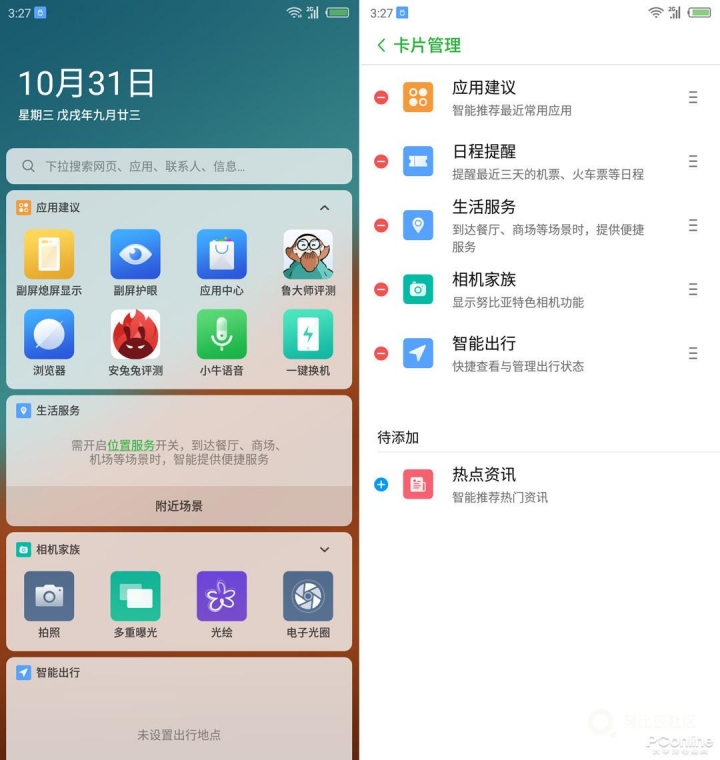 3:27
10月31日
星期三 戊戌年九月廿三
下拉搜索网页、应用、联系人、信息...
应用建议
副屏熄屏显示
副屏护眼
应用中心
鲁大师评测
浏览器
安兔兔评测
小牛语音
一键换机
生活服务
需开启位置服务开关，到达餐厅、商场、
机场等场景时，智能提供便捷服务
附近场景
相机家族
拍照
多重曝光
光绘
电子光圈
智能出行
未设置出行地点
3:27
卡片管理
应用建议
智能推荐最近常用应用
日程提醒
提醒最近三天的机票、火车票等日程
生活服务
到达餐厅、商场等场景时，提供便捷
服务
相机家族
显示努比亚特色相机功能
智能出行
快捷查看与管理出行状态
待添加
热点资讯
智能推荐热门资讯
PConline